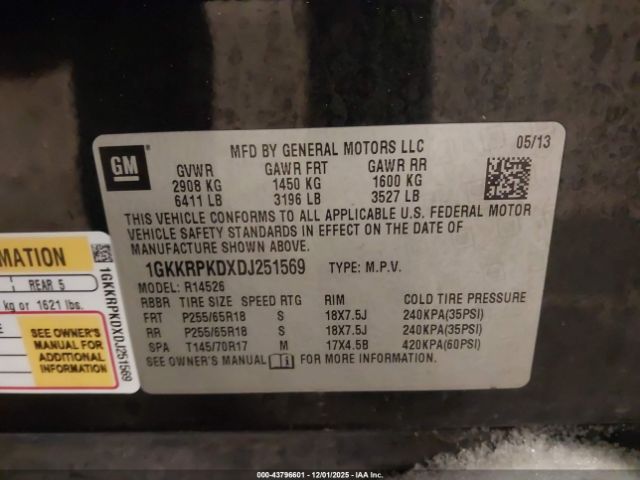 GM
MFD BY GENERAL MOTORS LLC
05/13
GVWR GAWR FRT GAWR RR
2908 KG 1450 KG 1600 KG
6411 LB 3196 LB 3527 LB
THIS VEHICLE CONFORMS TO ALL APPLICABLE U.S. FEDERAL MOTOR
VEHICLE SAFETY STANDARDS IN EFFECT ON THE DATE OF
MANUFACTURE SHOWN ABOVE.
1GKKRPKDXDJ251569 TYPE: M.P.V.
MODEL: R14526
RBBR TIRE SIZE SPEED RTG RIM COLD TIRE PRESSURE
FRT P255/65R18 S 18X7.5J 240KPA(35PSI)
RR P255/65R18 S 18X7.5J 240KPA(35PSI)
SPA T145/70R17 M 17X4.5B 420KPA(60PSI)
SEE OWNER'S MANUAL FOR MORE INFORMATION.
MATION
REAR 5
kg or 1621 lbs.
SEE OWNER'S
MANUAL FOR
ADDITIONAL
INFORMATION
1GKKRPKDXDJ251569
©2000-43796601 - 12/01/2025 - IAA Inc.